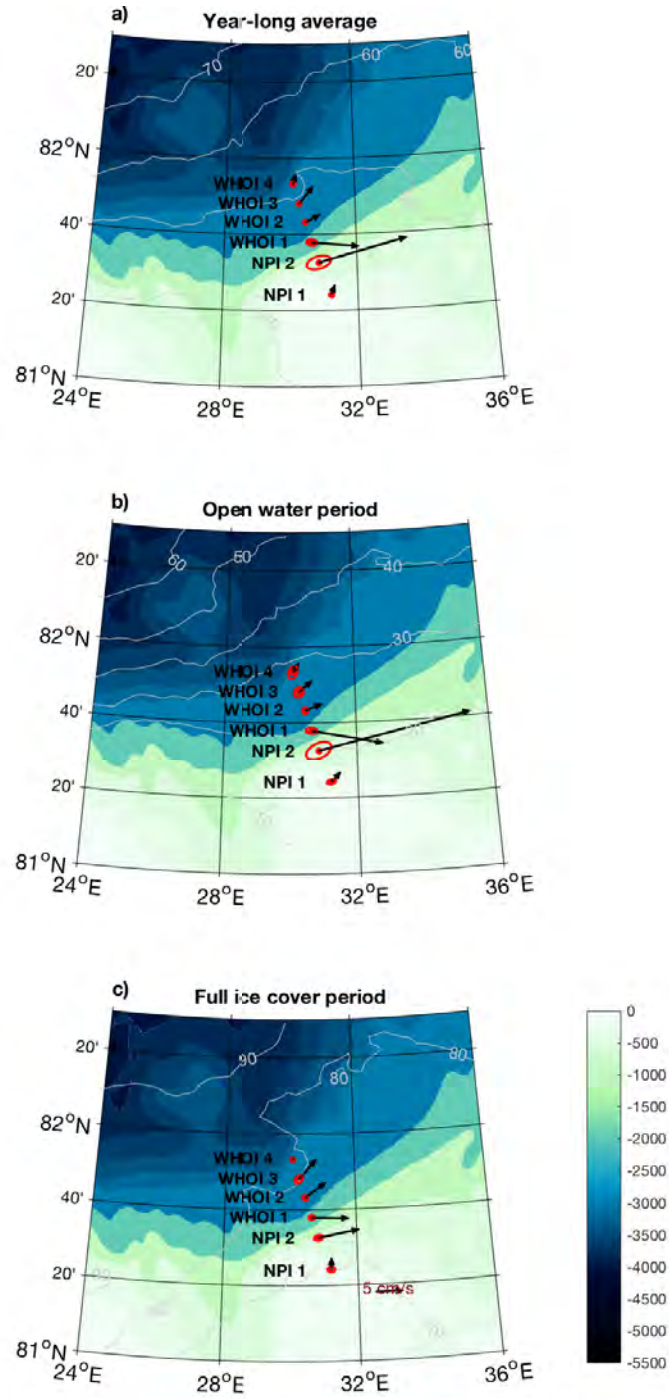 a)
Year-long average
70
60
60
20'
82°N
40'
20'
81°N
WHOI 4
WHOI 3
WHOI 2
WHOI 1
NPI 2
NPI 1
24°E
28°E
32°E
36°E
b)
Open water period
60
50
40
30
20'
82°N
40'
20'
81°N
WHOI 4
WHOI 3
WHOI 2
WHOI 1
NPI 2
NPI 1
24°E
28°E
32°E
36°E
c)
Full ice cover period
90
80
80
20'
82°N
40'
20'
81°N
WHOI 4
WHOI 3
WHOI 2
WHOI 1
NPI 2
NPI 1
5 cm/s
24°E
28°E
32°E
36°E
0
-500
-1000
-1500
-2000
-2500
-3000
-3500
-4000
-4500
-5000
-5500